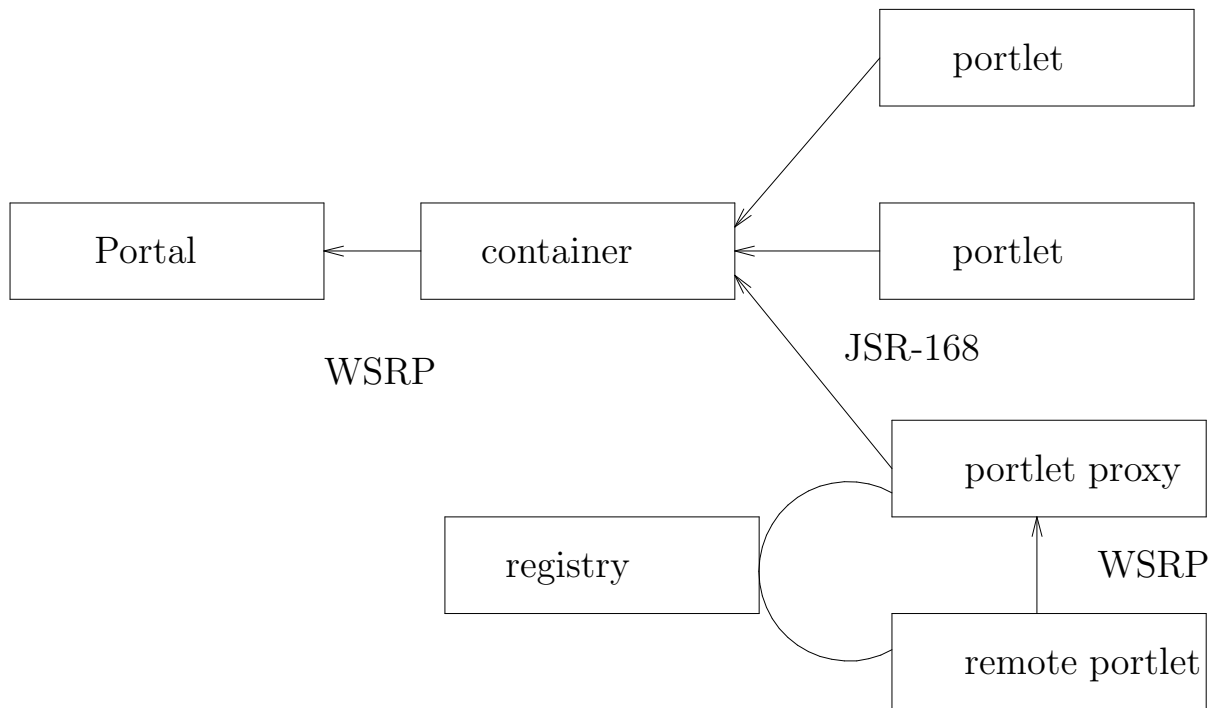 portlet
Portal
container
portlet
JSR-168
WSRP
portlet proxy
registry
WSRP
remote portlet